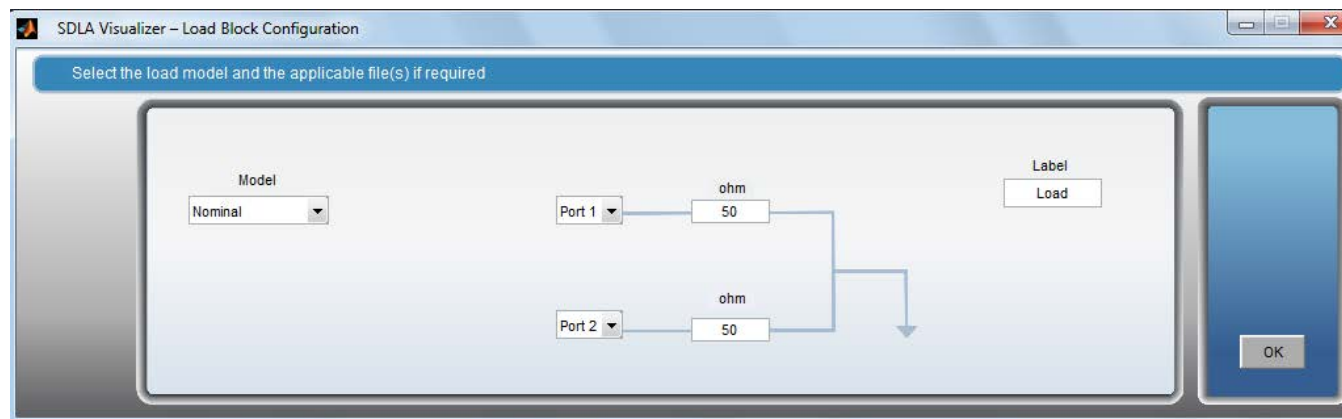 SDLA Visualizer – Load Block Configuration
Select the load model and the applicable file(s) if required
Model
Nominal
Port 1
ohm
50
Label
Load
Port 2
ohm
50
OK